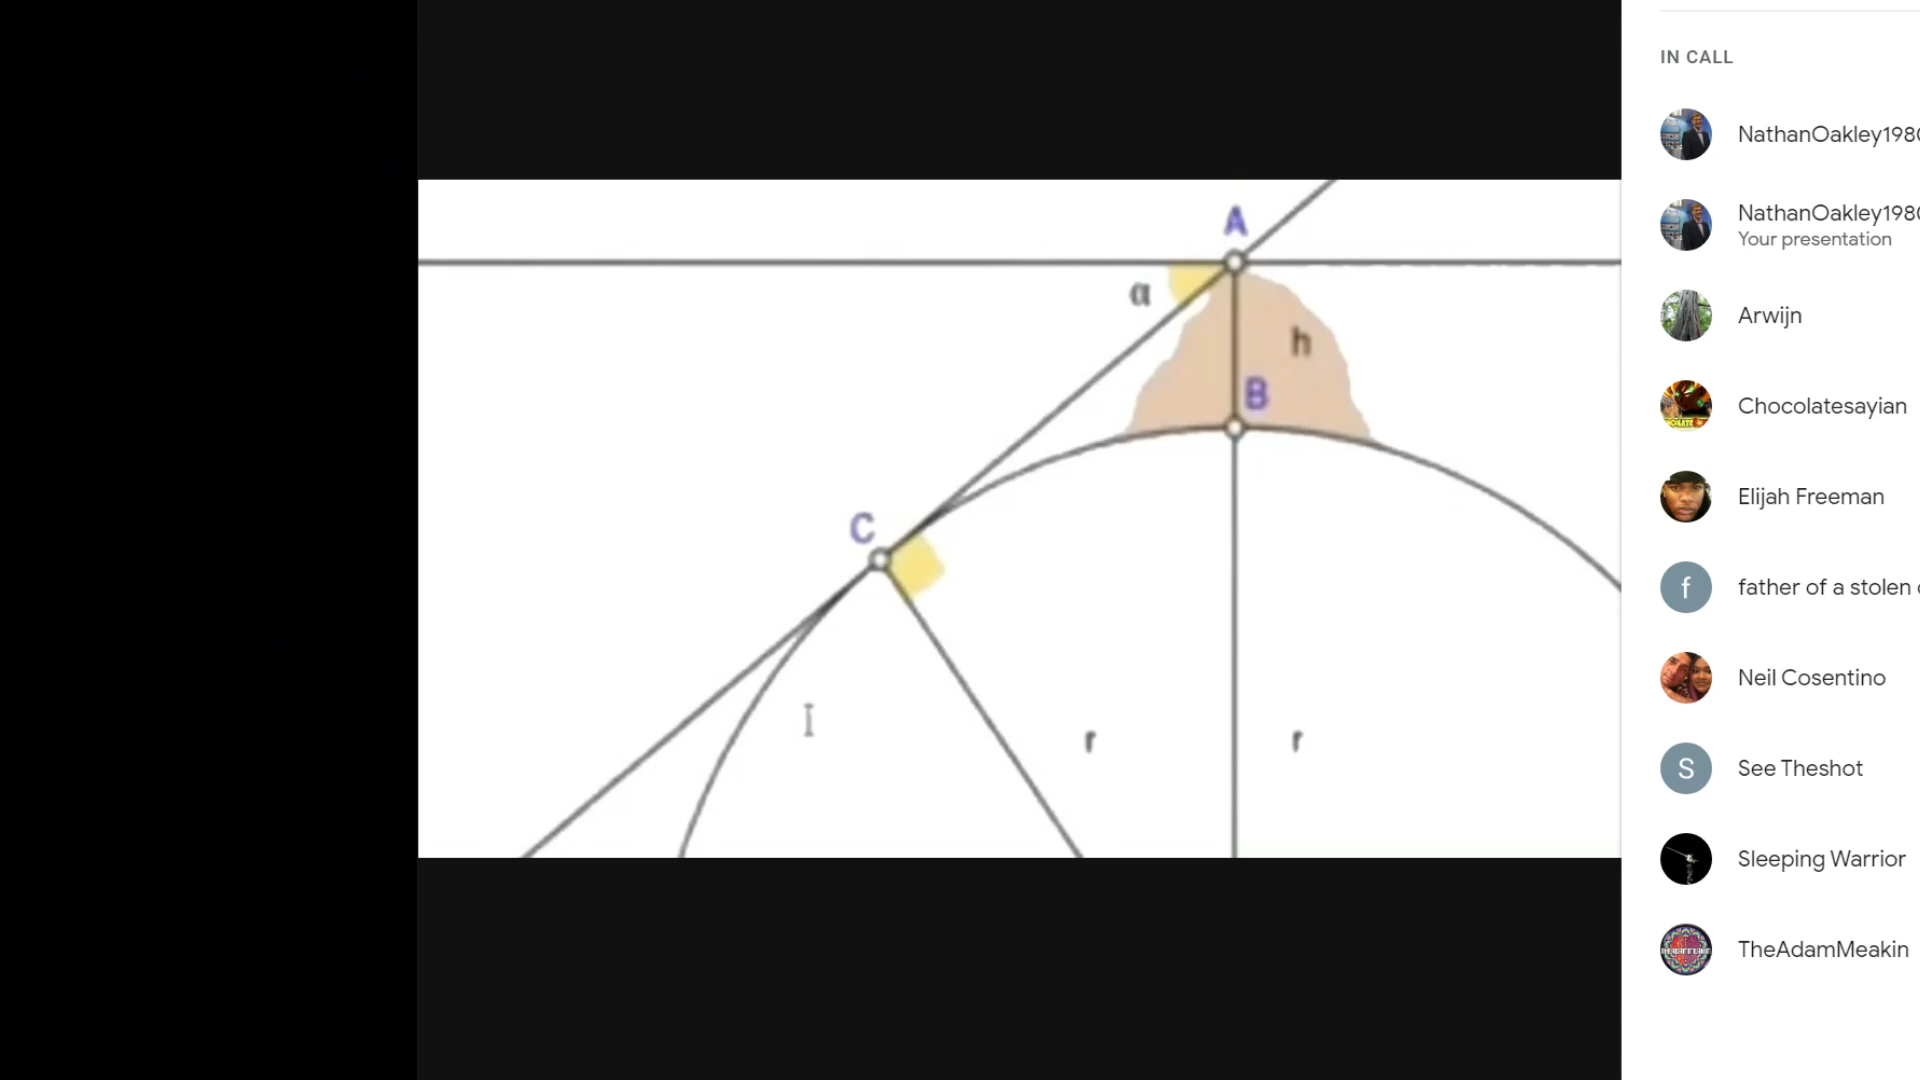 IN CALL
NathanOakley198
NathanOakley198
Your presentation
Arwijn
Chocolatesayian
Elijah Freeman
f
father of a stolen
Neil Cosentino
S
See Theshot
Sleeping Warrior
TheAdamMeakin
A
α
h
B
C
r
r